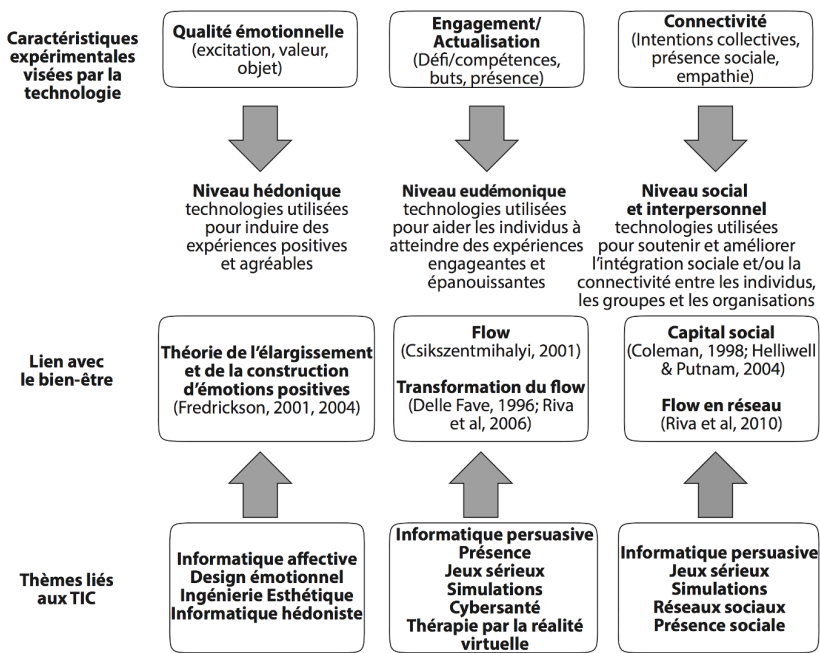 Caractéristiques
expérimentales
visées par la
technologie
Qualité émotionnelle
(excitation, valeur,
objet)
Engagement/
Actualisation
(Défi/compétences,
buts, présence)
Connectivité
(Intentions collectives,
présence sociale,
empathie)
Niveau hédonique
technologies utilisées
pour induire des
expériences positives
et agréables
Niveau eudémonique
technologies utilisées
pour aider les individus à
atteindre des expériences
engageantes et
épanouissantes
Niveau social
et interpersonnel
technologies utilisées
pour soutenir et améliorer
l'intégration sociale et/ou la
connectivité entre les individus,
les groupes et les organisations
Lien avec
le bien-être
Théorie de l'élargissement
et de la construction
d'émotions positives
(Fredrickson, 2001, 2004)
Flow
(Csikszentmihalyi, 2001)
Transformation du flow
(Delle Fave, 1996; Riva
et al, 2006)
Capital social
(Coleman, 1998; Helliwell
& Putnam, 2004)
Flow en réseau
(Riva et al, 2010)
Thèmes liés
aux TIC
Informatique affective
Design émotionnel
Ingénierie Esthétique
Informatique hédoniste
Informatique persuasive
Présence
Jeux sérieux
Simulations
Cybersanté
Thérapie par la réalité
virtuelle
Informatique persuasive
Jeux sérieux
Simulations
Réseaux sociaux
Présence sociale